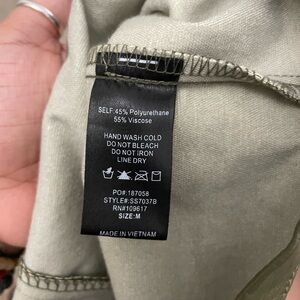 SELF:45% Polyurethane
55% Viscose
HAND WASH COLD
DO NOT BLEACH
DO NOT IRON
LINE DRY
PO#:187058
STYLE#:SS7037B
RN#109617
SIZE:M
MADE IN VIETNAM